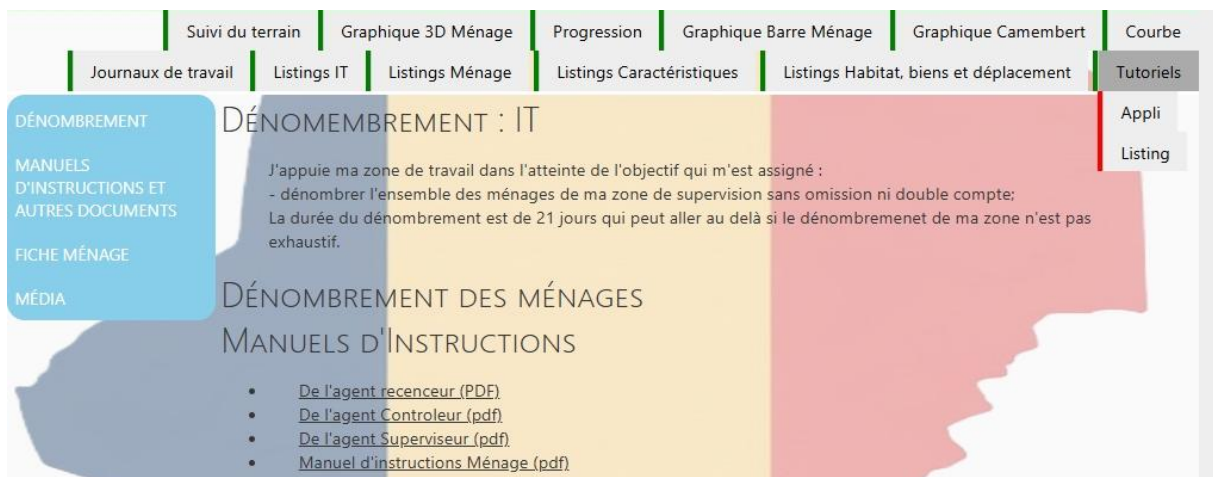 Suivi du terrain Graphique 3D Ménage Progression Graphique Barre Ménage Graphique Camembert Courbe
Journaux de travail Listings IT Listings Ménage Listings Caractéristiques Listings Habitat, biens et déplacement Tutoriels
Appli
Listing
DÉNOMBREMENT
MANUELS
D'INSTRUCTIONS ET
AUTRES DOCUMENTS
FICHE MÉNAGE
MÉDIA
DÉNOMEMBREMENT : IT
J'appuie ma zone de travail dans l'atteinte de l'objectif qui m'est assigné :
- dénombrer l'ensemble des ménages de ma zone de supervision sans omission ni double compte;
La durée du dénombrement est de 21 jours qui peut aller au delà si le dénombremenet de ma zone n'est pas
exhaustif.
DÉNOMBREMENT DES MÉNAGES
MANUELS D'INSTRUCTIONS
• De l'agent recenceur (PDF)
• De l'agent Controleur (pdf)
• De l'agent Superviseur (pdf)
• Manuel d'instructions Ménage (pdf)